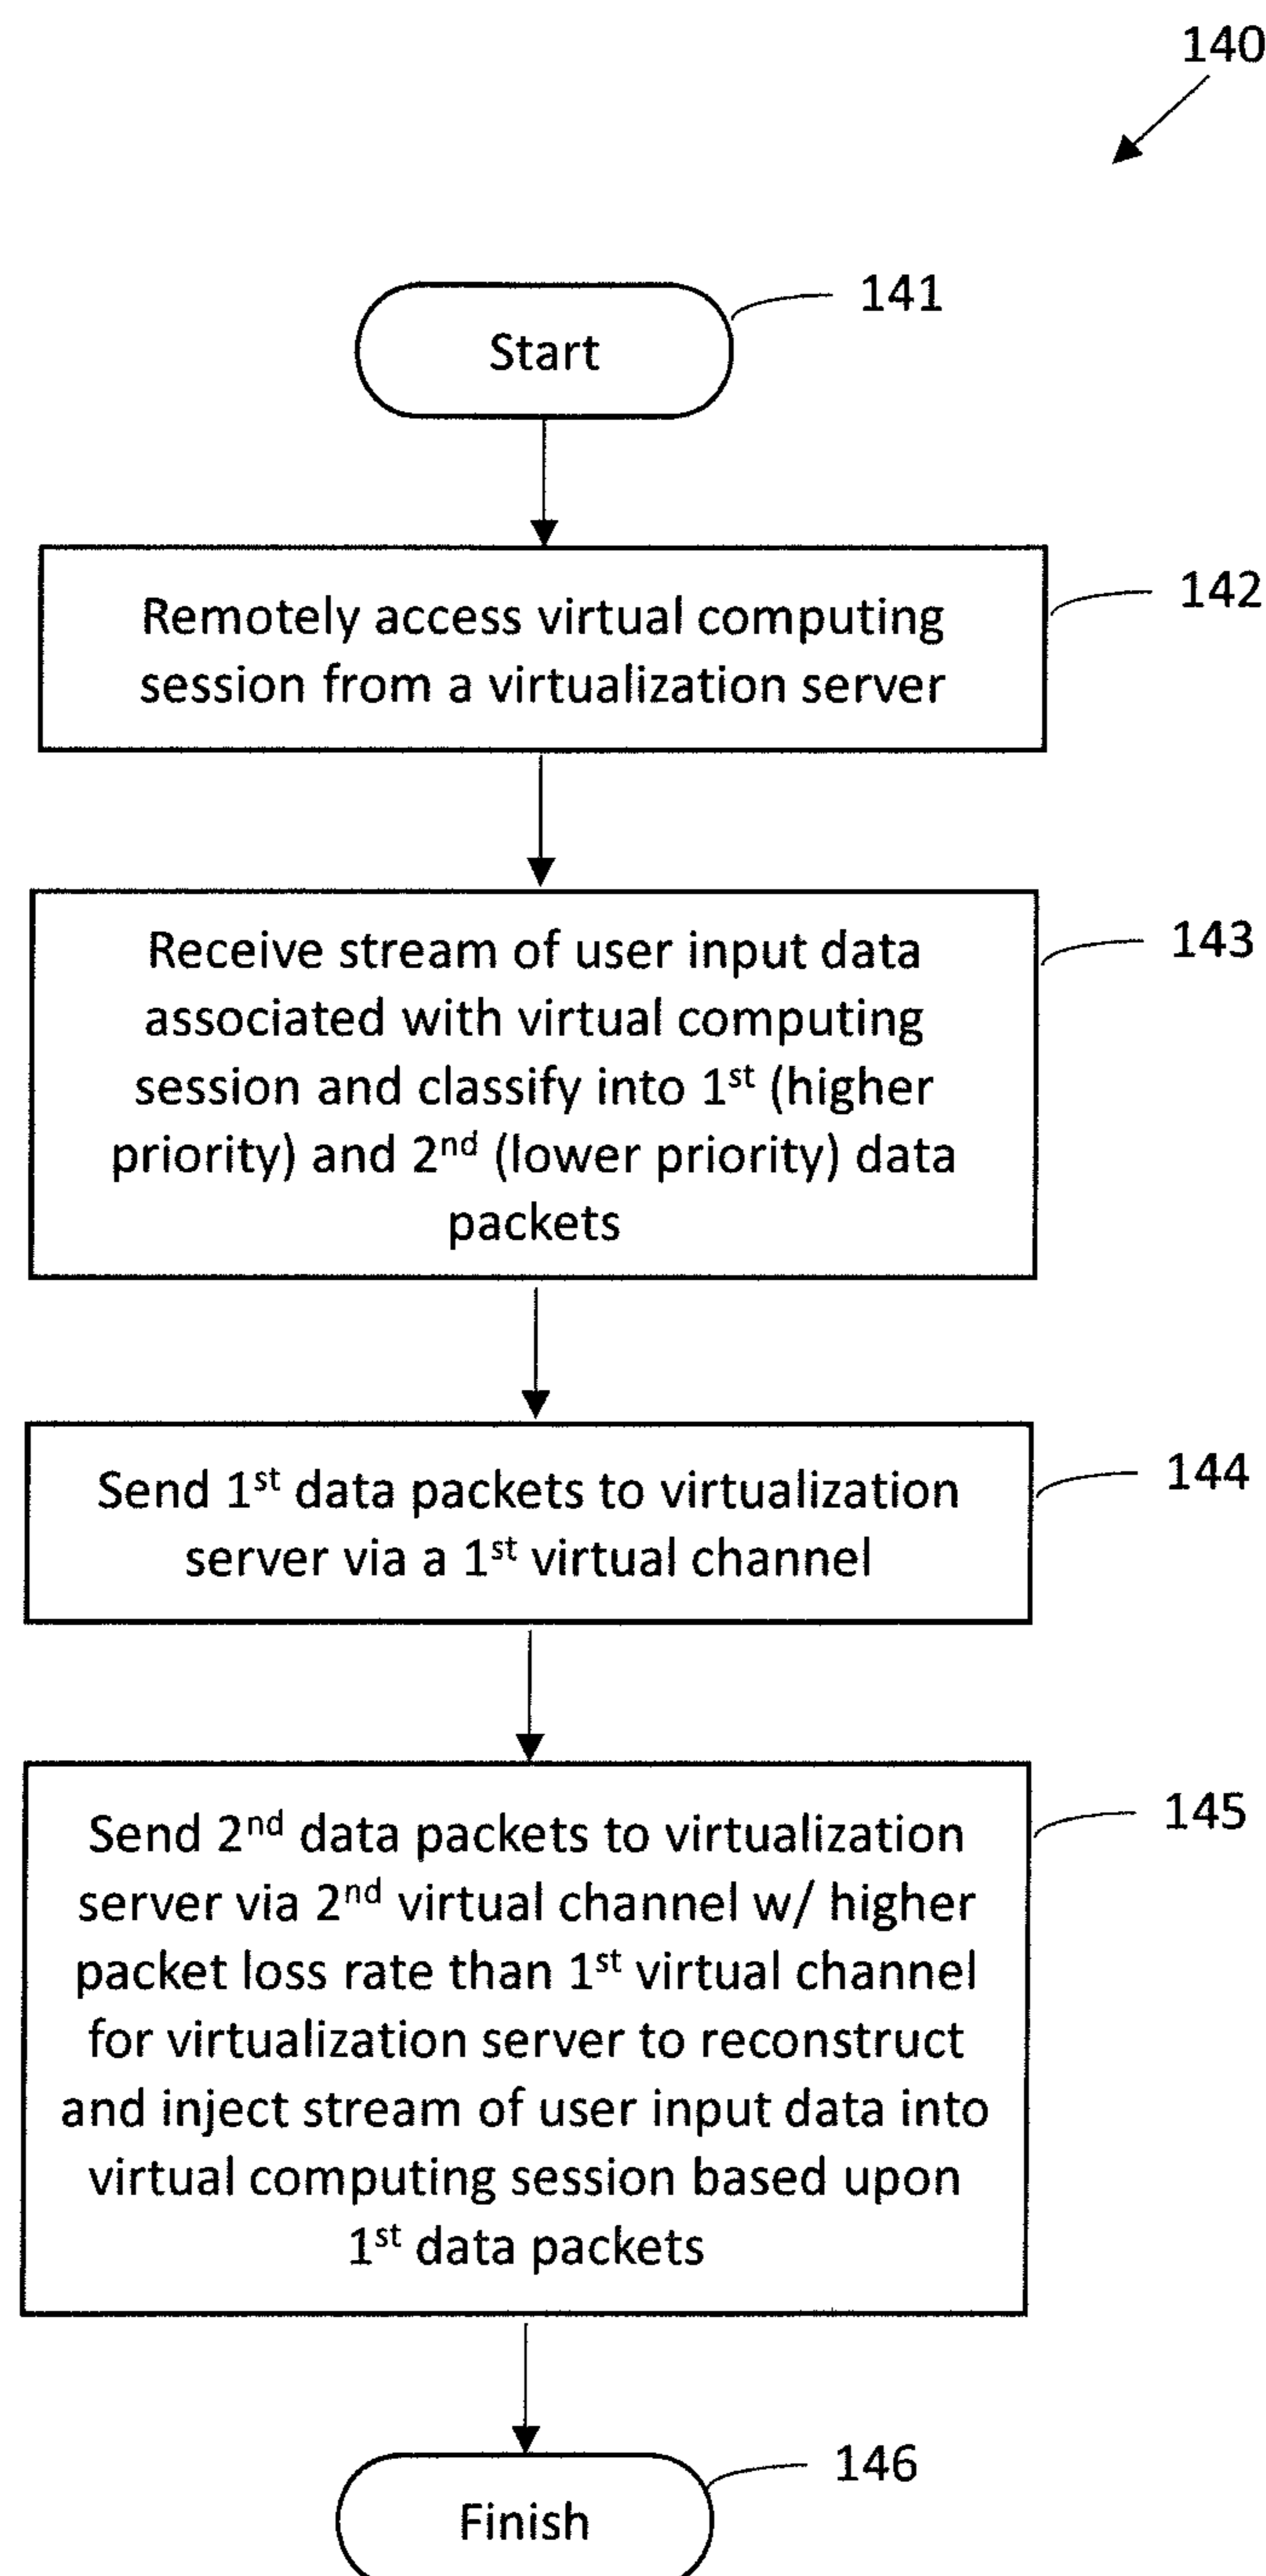 140
141
Start
142
Remotely access virtual computing
session from a virtualization server
143
Receive stream of user input data
associated with virtual computing
session and classify into 1st (higher
priority) and 2nd (lower priority) data
packets
144
Send 1st data packets to virtualization
server via a 1st virtual channel
145
Send 2nd data packets to virtualization
server via 2nd virtual channel w/ higher
packet loss rate than 1st virtual channel
for virtualization server to reconstruct
and inject stream of user input data into
virtual computing session based upon
1st data packets
146
Finish